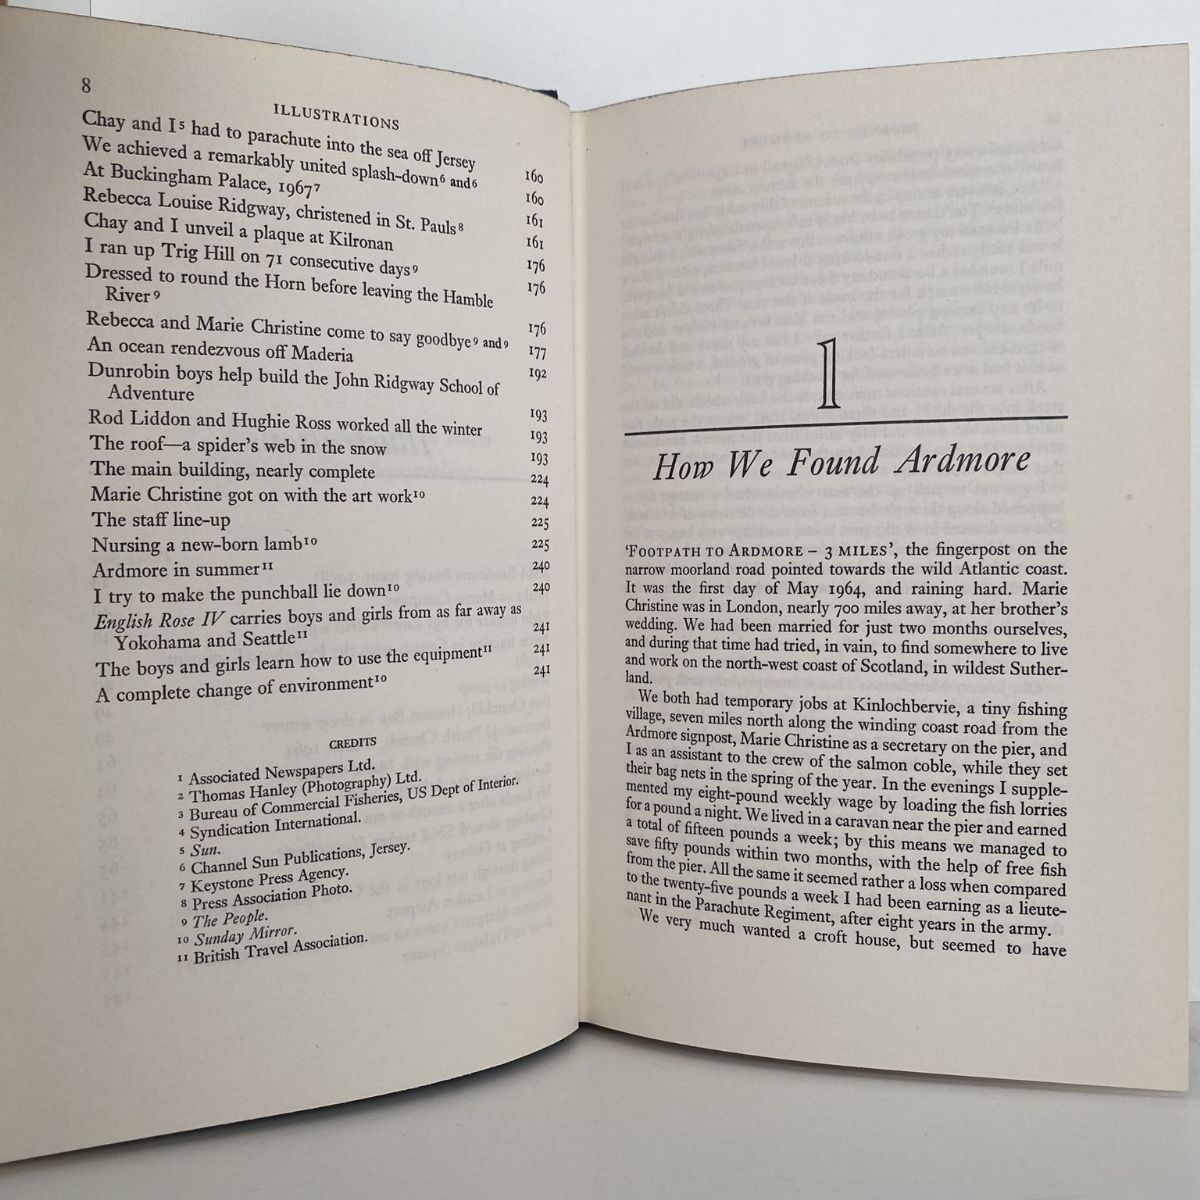 8
ILLUSTRATIONS
Chay and I⁵ had to parachute into the sea off Jersey 160
We achieved a remarkably united splash-down⁶ and⁶ 160
At Buckingham Palace, 1967⁷ 161
Rebecca Louise Ridgway, christened in St. Pauls⁸ 161
Chay and I unveil a plaque at Kilronan 176
I ran up Trig Hill on 71 consecutive days⁹ 176
Dressed to round the Horn before leaving the Hamble
River⁹ 176
Rebecca and Marie Christine come to say goodbye⁹ and⁹ 177
An ocean rendezvous off Maderia 192
Dunrobin boys help build the John Ridgway School of
Adventure 193
Rod Liddon and Hughie Ross worked all the winter 193
The roof—a spider's web in the snow 193
The main building, nearly complete 224
Marie Christine got on with the art work¹⁰ 224
The staff line-up 225
Nursing a new-born lamb¹⁰ 225
Ardmore in summer¹¹ 240
I try to make the punchball lie down¹⁰ 240
English Rose IV carries boys and girls from as far away as
Yokohama and Seattle¹¹ 241
The boys and girls learn how to use the equipment¹¹ 241
A complete change of environment¹⁰ 241
CREDITS
¹ Associated Newspapers Ltd.
² Thomas Hanley (Photography) Ltd.
³ Bureau of Commercial Fisheries, US Dept of Interior.
⁴ Syndication International.
⁵ Sun.
⁶ Channel Sun Publications, Jersey.
⁷ Keystone Press Agency.
⁸ Press Association Photo.
⁹ The People.
¹⁰ Sunday Mirror.
¹¹ British Travel Association.
1
How We Found Ardmore
'FOOTPATH TO ARDMORE – 3 MILES', the fingerpost on the
narrow moorland road pointed towards the wild Atlantic coast.
It was the first day of May 1964, and raining hard. Marie
Christine was in London, nearly 700 miles away, at her brother's
wedding. We had been married for just two months ourselves,
and during that time had tried, in vain, to find somewhere to live
and work on the north-west coast of Scotland, in wildest Suther-
land.
We both had temporary jobs at Kinlochbervie, a tiny fishing
village, seven miles north along the winding coast road from the
Ardmore signpost, Marie Christine as a secretary on the pier, and
I as an assistant to the crew of the salmon coble, while they set
their bag nets in the spring of the year. In the evenings I supple-
mented my eight-pound weekly wage by loading the fish lorries
for a pound a night. We lived in a caravan near the pier and earned
a total of fifteen pounds a week; by this means we managed to
save fifty pounds within two months, with the help of free fish
from the pier. All the same it seemed rather a loss when compared
to the twenty-five pounds a week I had been earning as a lieute-
nant in the Parachute Regiment, after eight years in the army.
We very much wanted a croft house, but seemed to have